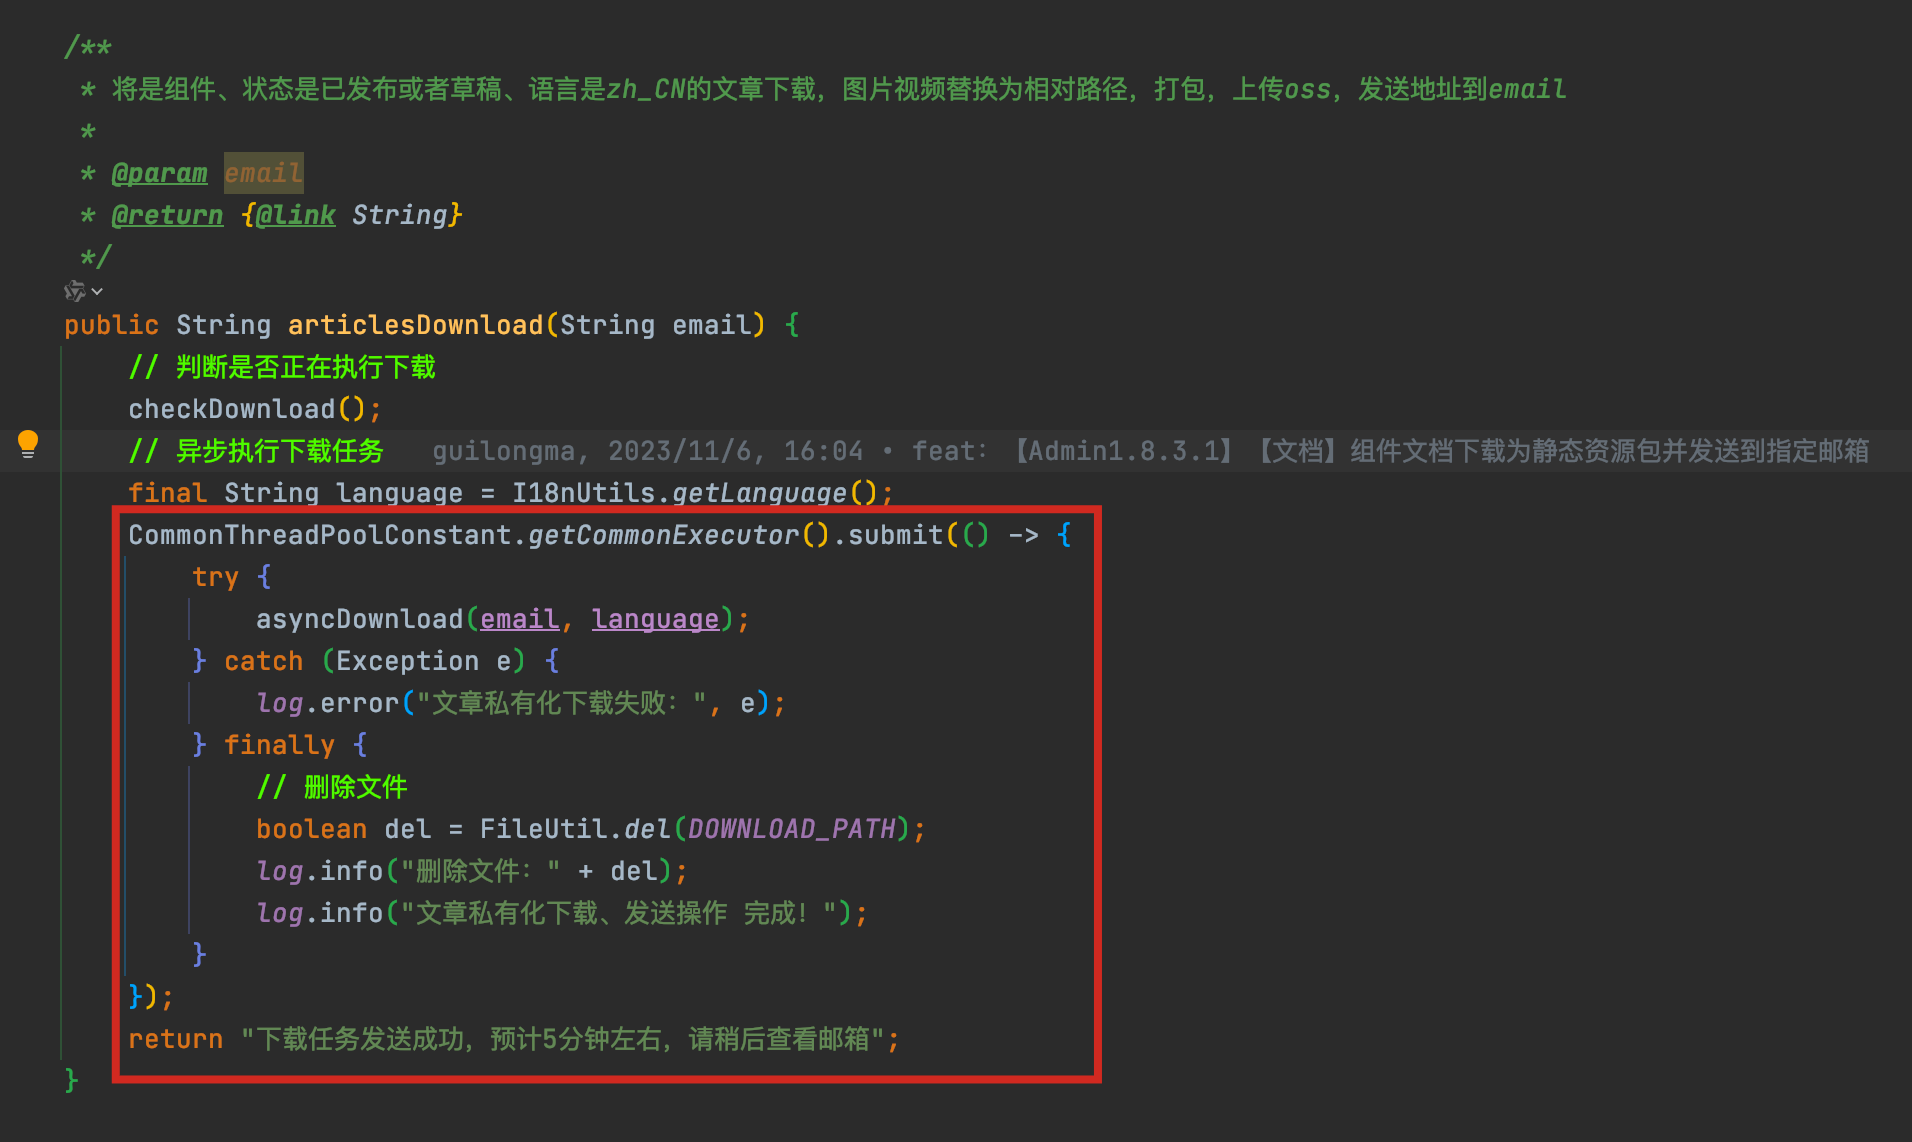 /**
 * 将是组件、状态是已发布或者草稿、语言是zh_CN的文章下载，图片视频替换为相对路径，打包，上传oss，发送地址到email
 *
 * @param email
 * @return {@link String}
 */
public String articlesDownload(String email) {
    // 判断是否正在执行下载
    checkDownload();
    // 异步执行下载任务   guilongma, 2023/11/6, 16:04 • feat: 【Admin1.8.3.1】【文档】组件文档下载为静态资源包并发送到指定邮箱
    final String language = I18nUtils.getLanguage();
    CommonThreadPoolConstant.getCommonExecutor().submit(() -> {
        try {
            asyncDownload(email, language);
        } catch (Exception e) {
            log.error("文章私有化下载失败：", e);
        } finally {
            // 删除文件
            boolean del = FileUtil.del(DOWNLOAD_PATH);
            log.info("删除文件：" + del);
            log.info("文章私有化下载、发送操作 完成！");
        }
    });
    return "下载任务发送成功，预计5分钟左右，请稍后查看邮箱";
}